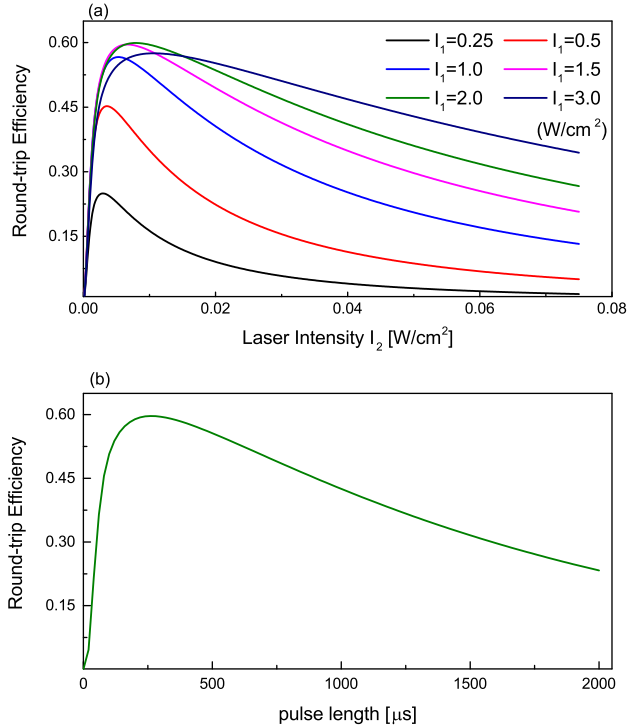 (a)
I1=0.25 I1=0.5
I1=1.0 I1=1.5
I1=2.0 I1=3.0
(W/cm2)
Round-trip Efficiency
0.60
0.45
0.30
0.15
0.00 0.02 0.04 0.06 0.08
Laser Intensity I2 [W/cm2]
(b)
Round-trip Efficiency
0.60
0.45
0.30
0.15
0 500 1000 1500 2000
pulse length [μs]